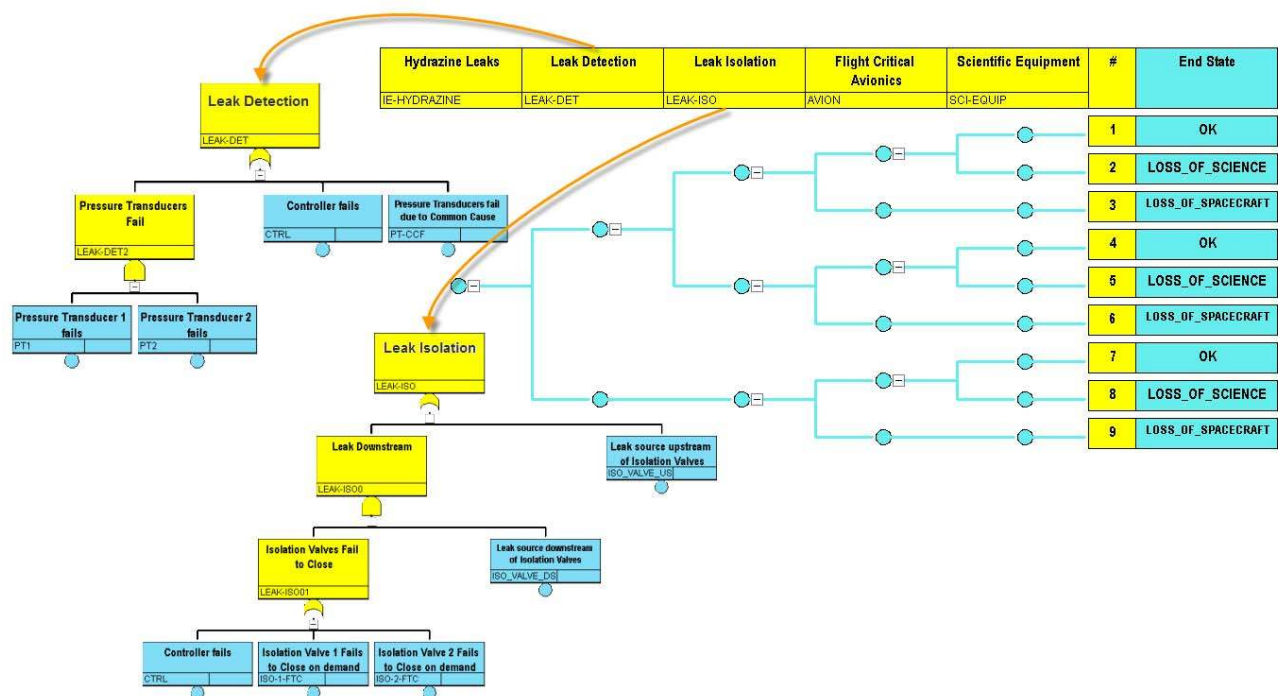 Hydrazine Leaks
Leak Detection
Leak Isolation
Flight Critical
Avionics
Scientific Equipment
#
End State
IE-HYDRAZINE
LEAK-DET
LEAK-ISO
AVION
SCI-EQUIP
1
OK
2
LOSS_OF_SCIENCE
3
LOSS_OF_SPACECRAFT
4
OK
5
LOSS_OF_SCIENCE
6
LOSS_OF_SPACECRAFT
7
OK
8
LOSS_OF_SCIENCE
9
LOSS_OF_SPACECRAFT
Leak Detection
LEAK-DET
Pressure Transducers
Fail
LEAK-DET2
Controller fails
CTRL
Pressure Transducers fail
due to Common Cause
PT-CCF
Pressure Transducer 1
fails
PT1
Pressure Transducer 2
fails
PT2
Leak Isolation
LEAK-ISO
Leak Downstream
LEAK-ISO0
Leak source upstream
of Isolation Valves
ISO_VALVE_US
Isolation Valves Fail
to Close
LEAK-ISO01
Leak source downstream
of Isolation Valves
ISO_VALVE_DS
Controller fails
CTRL
Isolation Valve 1 Fails
to Close on demand
ISO-1-FTC
Isolation Valve 2 Fails
to Close on demand
ISO-2-FTC